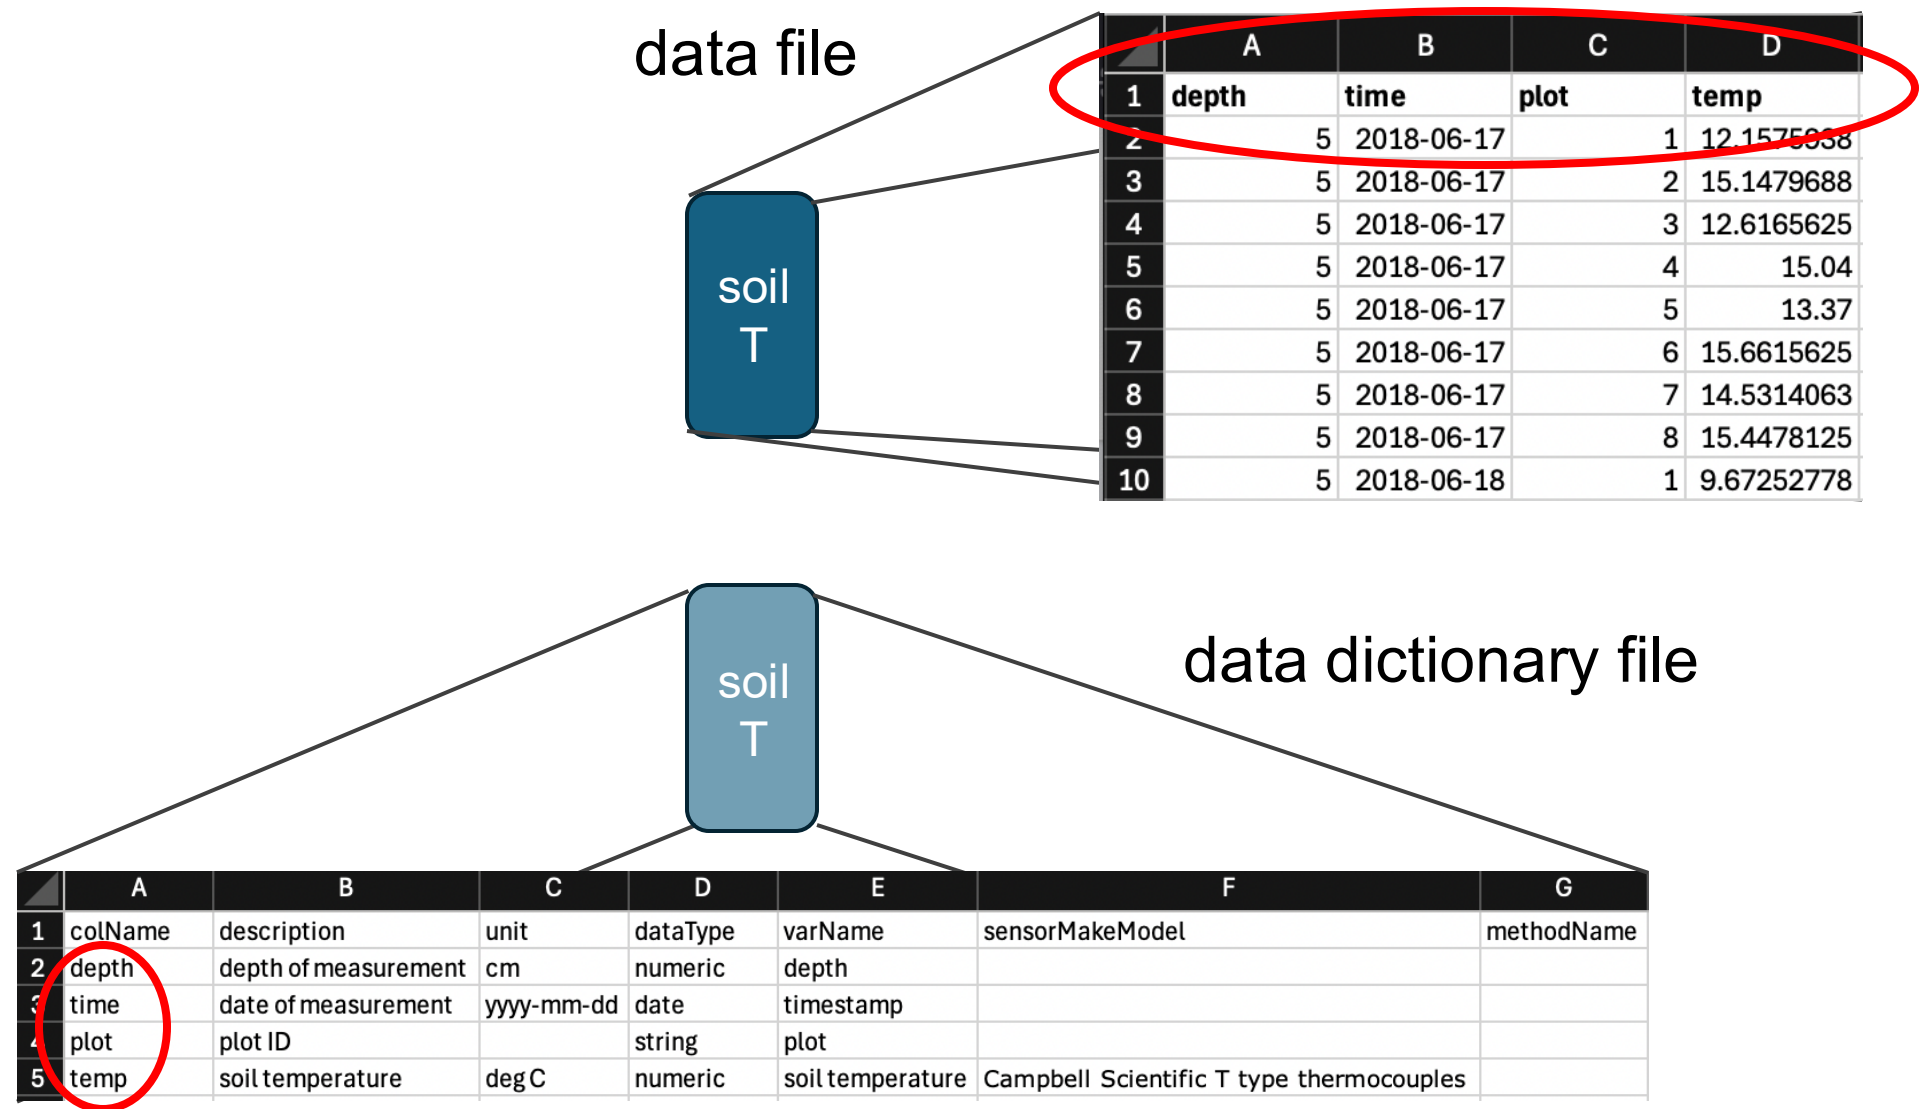 data file
A B C D
1 depth time plot temp
2 5 2018-06-17 1 12.1575938
3 5 2018-06-17 2 15.1479688
4 5 2018-06-17 3 12.6165625
5 5 2018-06-17 4 15.04
6 5 2018-06-17 5 13.37
7 5 2018-06-17 6 15.6615625
8 5 2018-06-17 7 14.5314063
9 5 2018-06-17 8 15.4478125
10 5 2018-06-18 1 9.67252778
soil
T
soil
T
data dictionary file
A B C D E F G
1 colName description unit dataType varName sensorMakeModel methodName
2 depth depth of measurement cm numeric depth
3 time date of measurement yyyy-mm-dd date timestamp
4 plot plot ID string plot
5 temp soil temperature deg C numeric soil temperature Campbell Scientific T type thermocouples